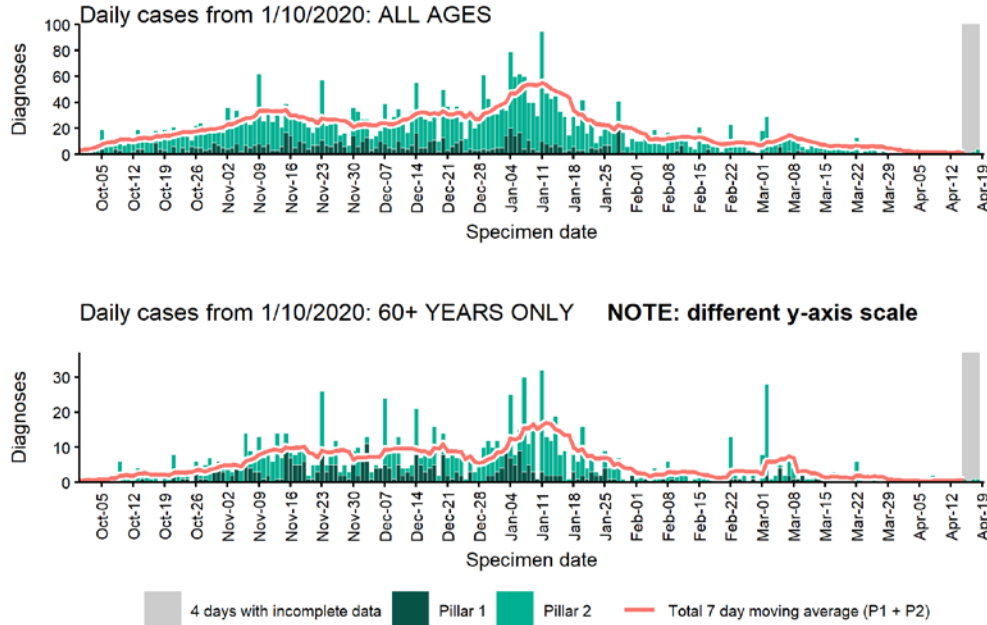 Daily cases from 1/10/2020: ALL AGES
Diagnoses
100
80
60
40
20
0
Oct-05
Oct-12
Oct-19
Oct-26
Nov-02
Nov-09
Nov-16
Nov-23
Nov-30
Dec-07
Dec-14
Dec-21
Dec-28
Jan-04
Jan-11
Jan-18
Jan-25
Feb-01
Feb-08
Feb-15
Feb-22
Mar-01
Mar-08
Mar-15
Mar-22
Mar-29
Apr-05
Apr-12
Apr-19
Specimen date
Daily cases from 1/10/2020: 60+ YEARS ONLY NOTE: different y-axis scale
Diagnoses
30
20
10
0
Oct-05
Oct-12
Oct-19
Oct-26
Nov-02
Nov-09
Nov-16
Nov-23
Nov-30
Dec-07
Dec-14
Dec-21
Dec-28
Jan-04
Jan-11
Jan-18
Jan-25
Feb-01
Feb-08
Feb-15
Feb-22
Mar-01
Mar-08
Mar-15
Mar-22
Mar-29
Apr-05
Apr-12
Apr-19
Specimen date
4 days with incomplete data Pillar 1 Pillar 2 Total 7 day moving average (P1 + P2)